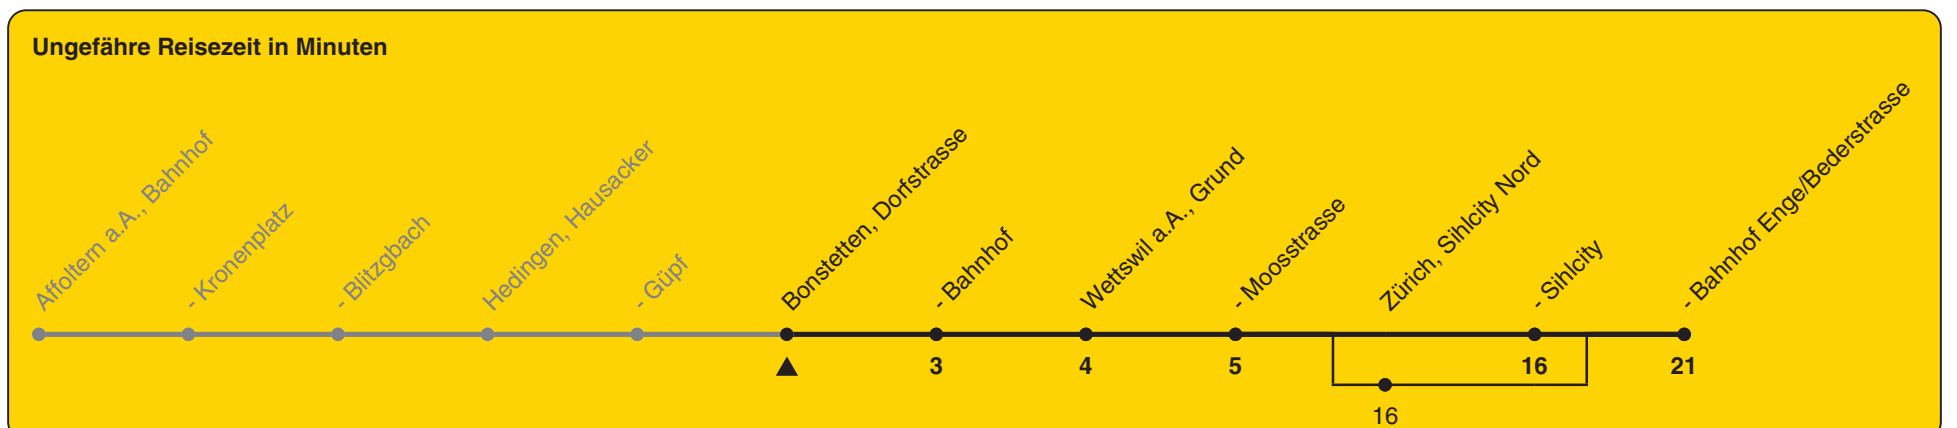 Ungefähre Reisezeit in Minuten
Affoltern a.A., Bahnhof
- Kronenplatz
- Blitzgbach
Hedingen, Hausacker
- Güpf
Bonstetten, Dorfstrasse
- Bahnhof
Wettswil a.A., Grund
- Moosstrasse
Zürich, Sihlcity Nord
- Sihlcity
- Bahnhof Enge/Bederstrasse
3 4 5 16 21
16